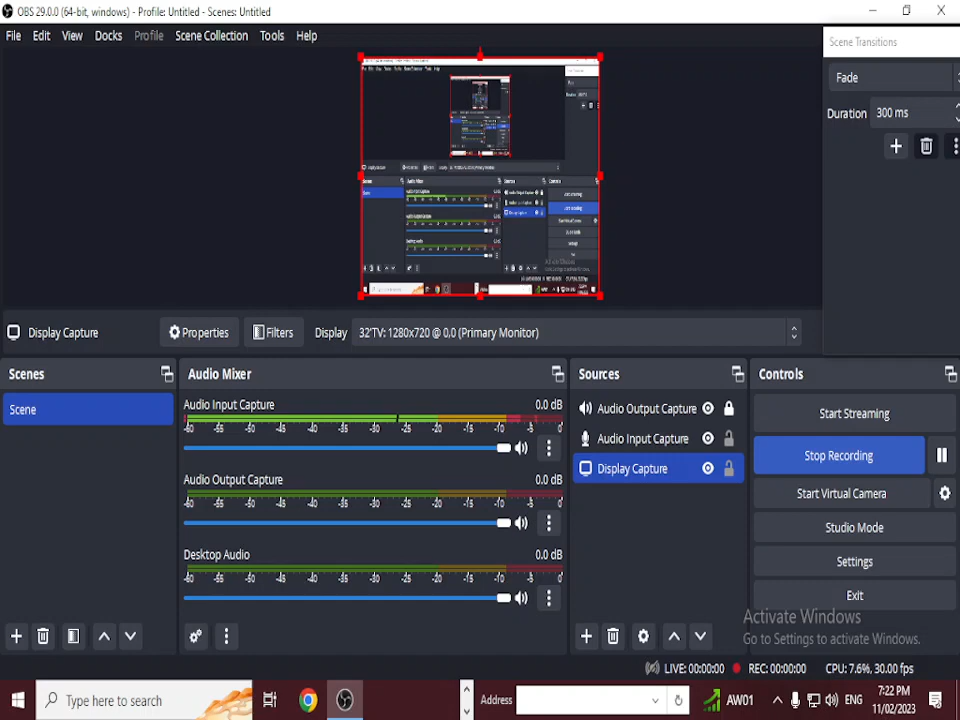 OBS 29.0.0 (64-bit, windows) - Profile: Untitled - Scenes: Untitled
File Edit View Docks Profile Scene Collection Tools Help
Scene Transitions
Fade
Duration 300 ms
Display Capture Properties Filters Display 32'TV: 1280x720 @ 0,0 (Primary Monitor)
Scenes
Scene
Audio Mixer
Audio Input Capture 0.0 dB
-60 -55 -50 -45 -40 -35 -30 -25 -20 -15 -10 -5 0
Audio Output Capture 0.0 dB
-60 -55 -50 -45 -40 -35 -30 -25 -20 -15 -10 -5 0
Desktop Audio 0.0 dB
-60 -55 -50 -45 -40 -35 -30 -25 -20 -15 -10 -5 0
Sources
Audio Output Capture
Audio Input Capture
Display Capture
Controls
Start Streaming
Stop Recording
Start Virtual Camera
Studio Mode
Settings
Exit
Activate Windows
Go to Settings to activate Windows.
LIVE: 00:00:00 REC: 00:00:00 CPU: 7.6%, 30.00 fps
Type here to search
Address
AW01
ENG
7:22 PM
11/02/2023